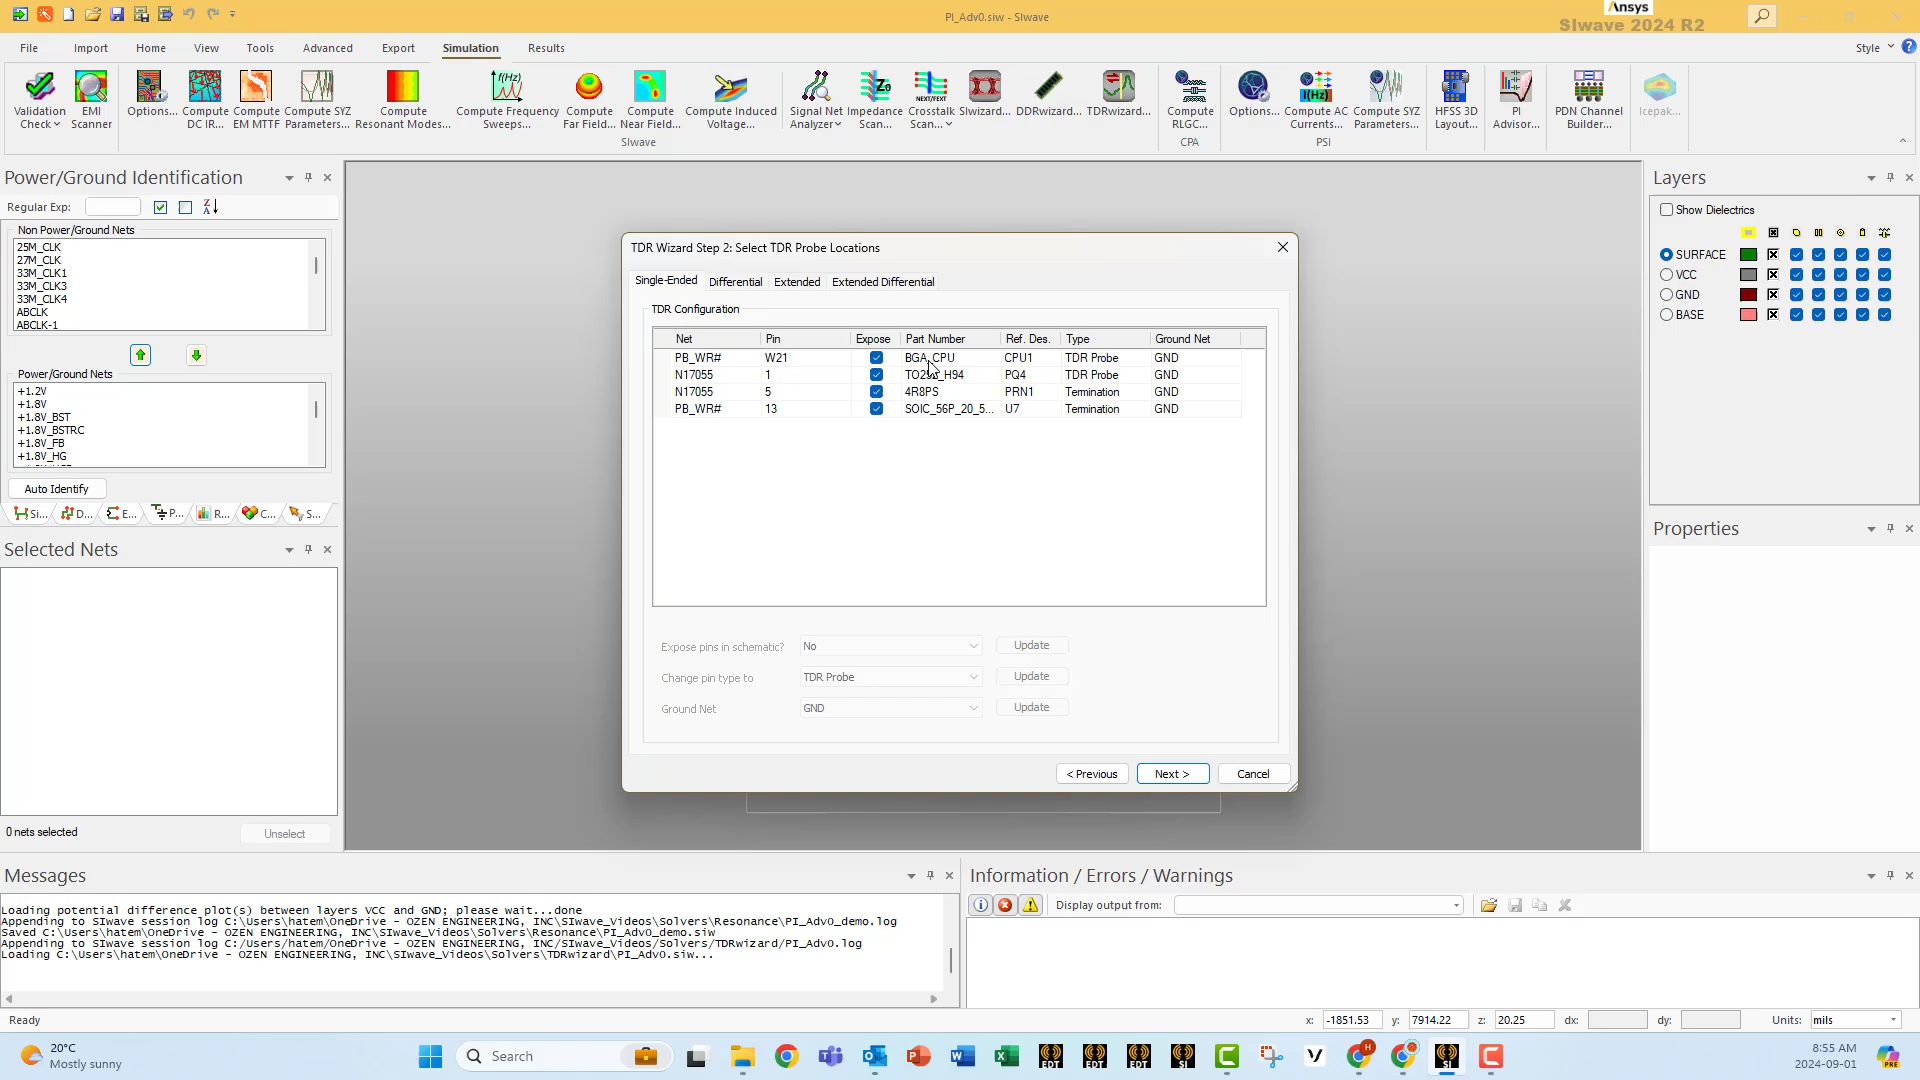 PI_Adv0.siw - SIwave
Ansys
SIwave 2024 R2
File Import Home View Tools Advanced Export Simulation Results Style
Validation Check
EMI Scanner
Options...
Compute DC IR...
Compute EM MTTF
Compute SYZ Parameters...
Compute Resonant Modes...
Compute Frequency Sweeps...
Compute Far Field...
Compute Near Field...
Compute Induced Voltage...
Signal Net Analyzer
Impedance Scan...
Crosstalk Scan...
SIwizard...
DDRwizard...
TDRwizard...
Compute RLGC...
Options...
Compute AC Currents...
Compute SYZ Parameters...
HFSS 3D Layout...
PI Advisor...
PDN Channel Builder...
Icepak...
SIwave
CPA
PSI
Power/Ground Identification
Regular Exp:
Non Power/Ground Nets
25M_CLK
27M_CLK
33M_CLK1
33M_CLK3
33M_CLK4
ABCLK
ABCLK-1
Power/Ground Nets
+1.2V
+1.8V
+1.8V_BST
+1.8V_BSTRC
+1.8V_FB
+1.8V_HG
Auto Identify
Si... D... E... P... R... C... S...
Selected Nets
0 nets selected
Unselect
TDR Wizard Step 2: Select TDR Probe Locations
Single-Ended Differential Extended Extended Differential
TDR Configuration
Net Pin Expose Part Number Ref. Des. Type Ground Net
PB_WR# W21 BGA_CPU CPU1 TDR Probe GND
N17055 1 PQ4 TDR Probe GND
N17055 5 4R8PS PRN1 Termination GND
PB_WR# 13 SOIC_56P_20_5... U7 Termination GND
Expose pins in schematic? No Update
Change pin type to TDR Probe Update
Ground Net GND Update
< Previous Next > Cancel
Layers
Show Dielectrics
SURFACE
VCC
GND
BASE
Properties
Messages
Loading potential difference plot(s) between layers VCC and GND; please wait...done
Appending to SIwave session log C:\Users\hatem\OneDrive - OZEN ENGINEERING, INC\SIwave_Videos\Solvers\Resonance\PI_Adv0_demo.log
Saved C:\Users\hatem\OneDrive - OZEN ENGINEERING, INC\SIwave_Videos\Solvers\Resonance\PI_Adv0_demo.siw
Appending to SIwave session log C:/Users/hatem/OneDrive - OZEN ENGINEERING, INC/SIwave_Videos/Solvers/TDRwizard/PI_Adv0.log
Loading C:\Users\hatem\OneDrive - OZEN ENGINEERING, INC\SIwave_Videos\Solvers\TDRwizard\PI_Adv0.siw...
Information / Errors / Warnings
Display output from:
Ready
x: -1851.53 y: 7914.22 z: 20.25 dx: dy: Units: mils
20°C
Mostly sunny
Search
8:55 AM
2024-09-01